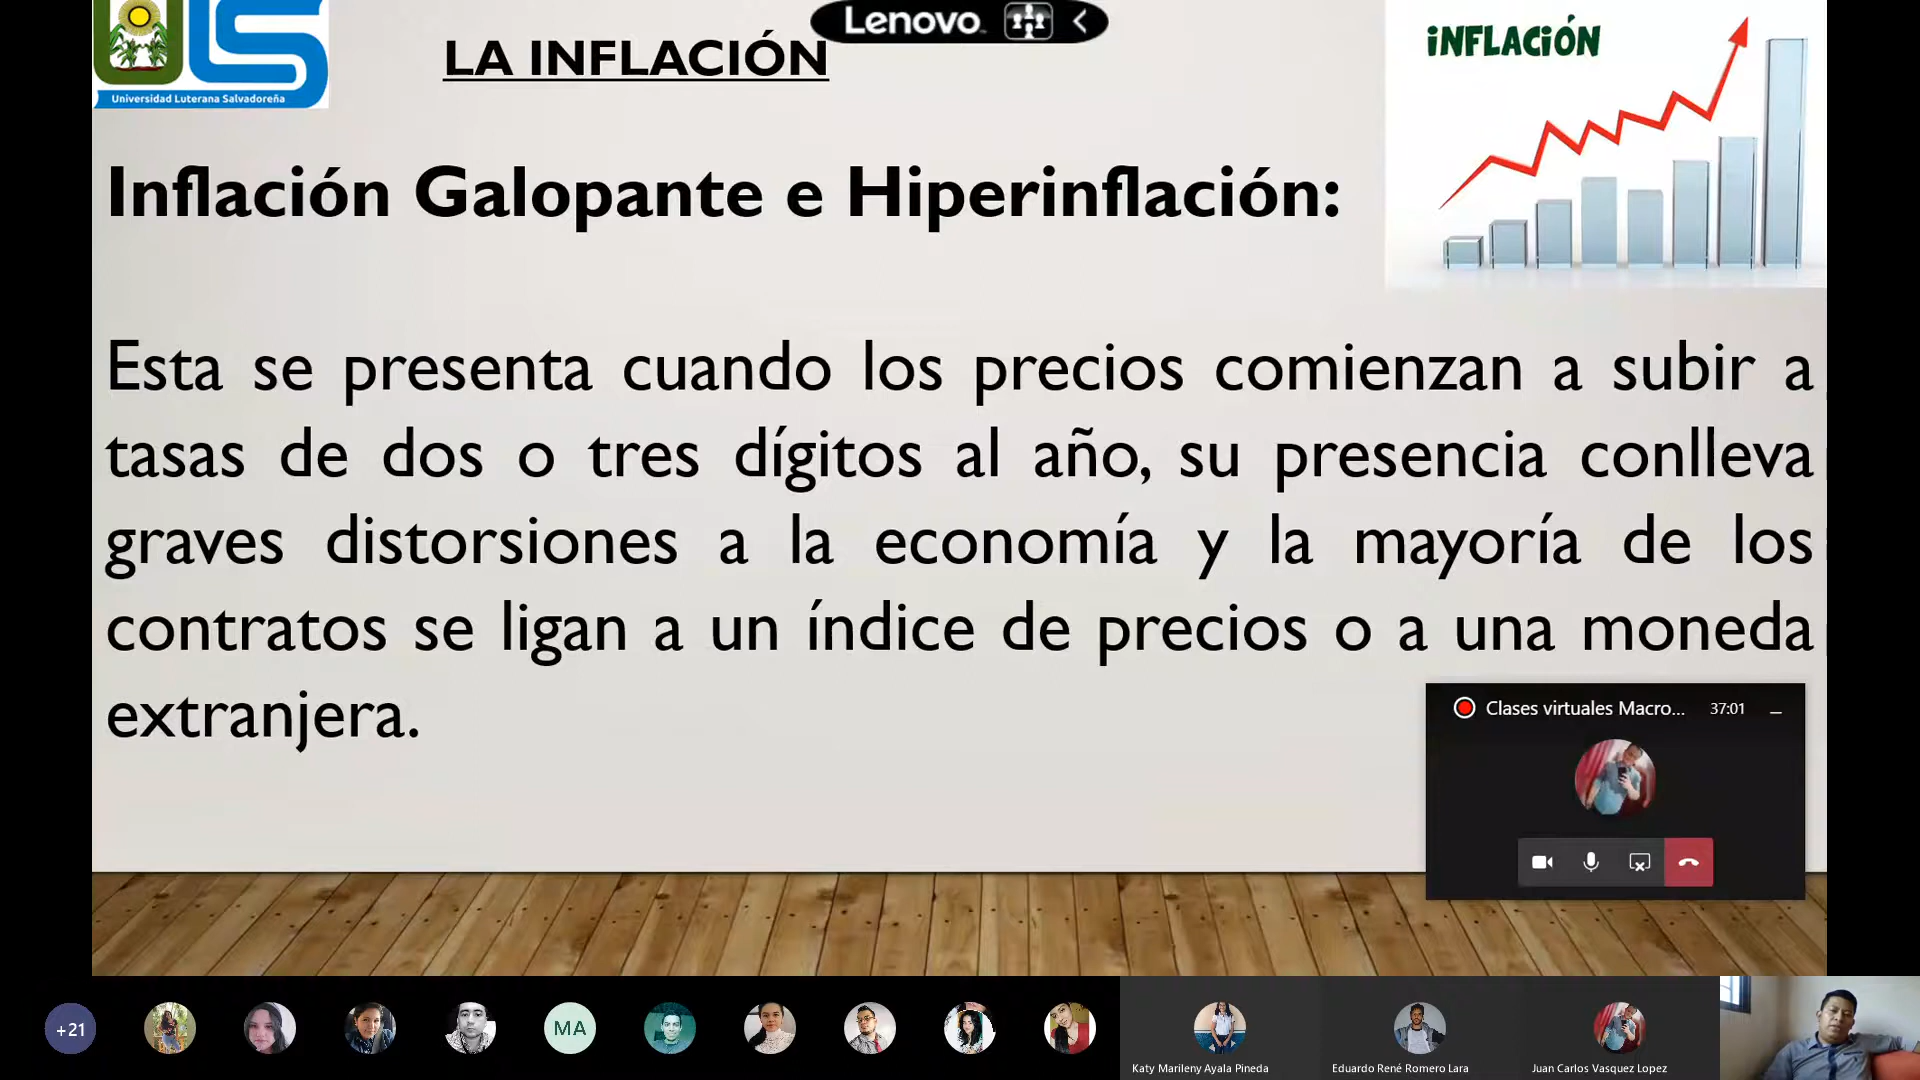 Universidad Luterana Salvadoreña
LA INFLACIÓN
Lenovo
iNFLACiÓN
Inflación Galopante e Hiperinflación:
Esta se presenta cuando los precios comienzan a subir a
tasas de dos o tres dígitos al año, su presencia conlleva
graves distorsiones a la economía y la mayoría de los
contratos se ligan a un índice de precios o a una moneda
extranjera.
Clases virtuales Macro... 37:01
+21
MA
Katy Marileny Ayala Pineda
Eduardo René Romero Lara
Juan Carlos Vasquez Lopez